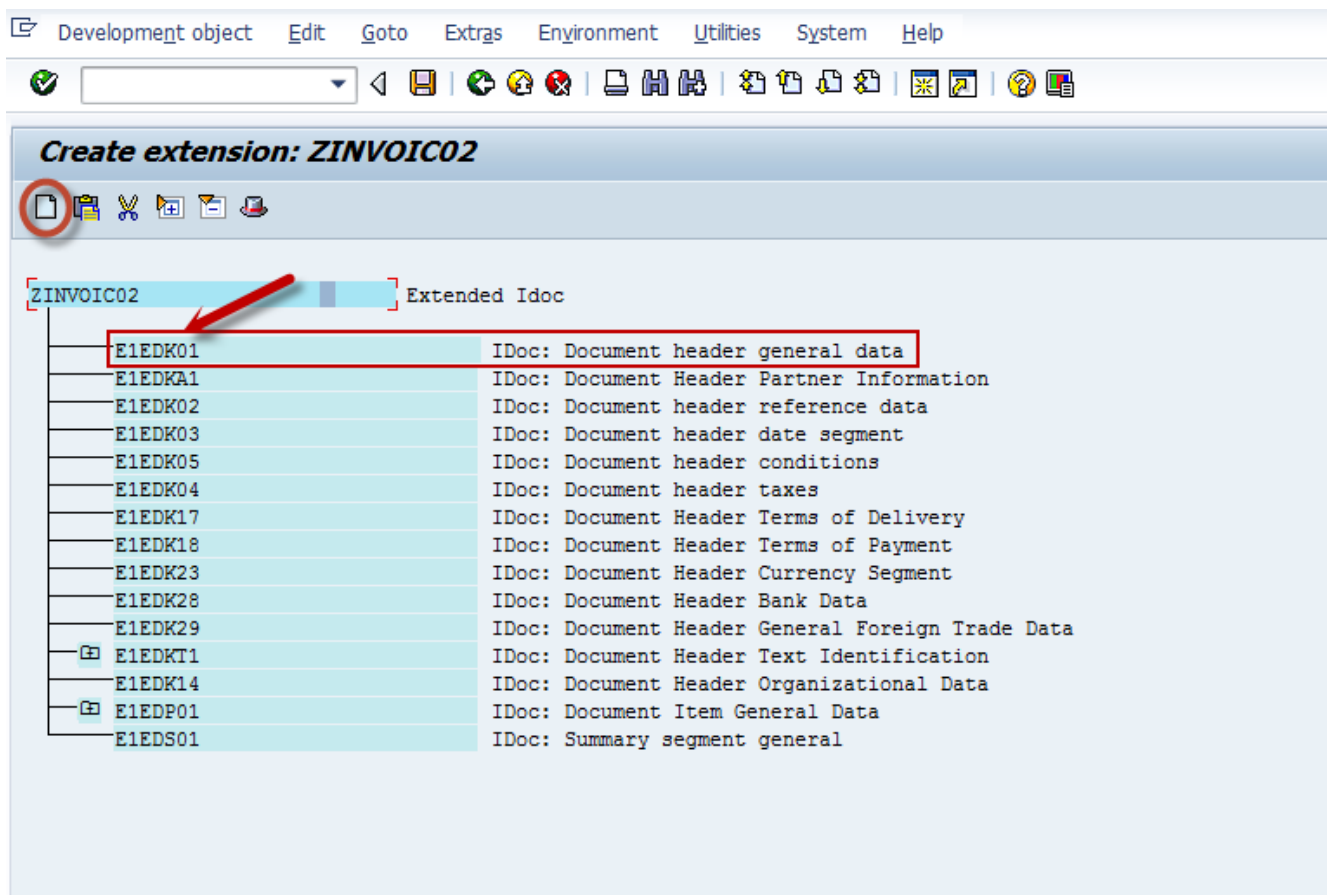 Development object Edit Goto Extras Environment Utilities System Help
Create extension: ZINVOIC02
ZINVOIC02 Extended Idoc
E1EDK01 IDoc: Document header general data
E1EDKA1 IDoc: Document Header Partner Information
E1EDK02 IDoc: Document header reference data
E1EDK03 IDoc: Document header date segment
E1EDK05 IDoc: Document header conditions
E1EDK04 IDoc: Document header taxes
E1EDK17 IDoc: Document Header Terms of Delivery
E1EDK18 IDoc: Document Header Terms of Payment
E1EDK23 IDoc: Document Header Currency Segment
E1EDK28 IDoc: Document Header Bank Data
E1EDK29 IDoc: Document Header General Foreign Trade Data
E1EDKT1 IDoc: Document Header Text Identification
E1EDK14 IDoc: Document Header Organizational Data
E1EDP01 IDoc: Document Item General Data
E1EDS01 IDoc: Summary segment general